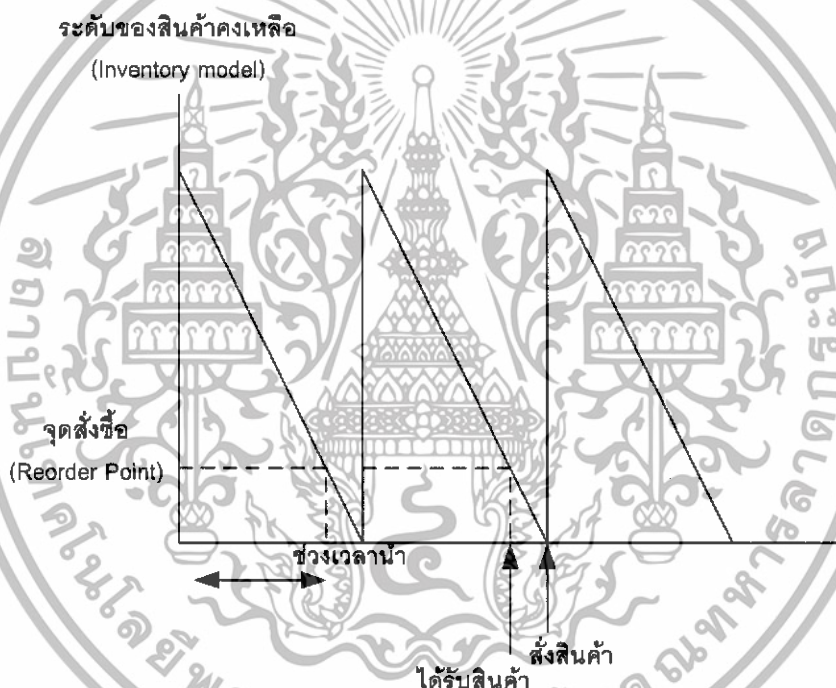 ระดับของสินค้าคงเหลือ
(Inventory model)
จุดสั่งซื้อ
(Reorder Point)
ช่วงเวลานำ
สั่งสินค้า
ได้รับสินค้า